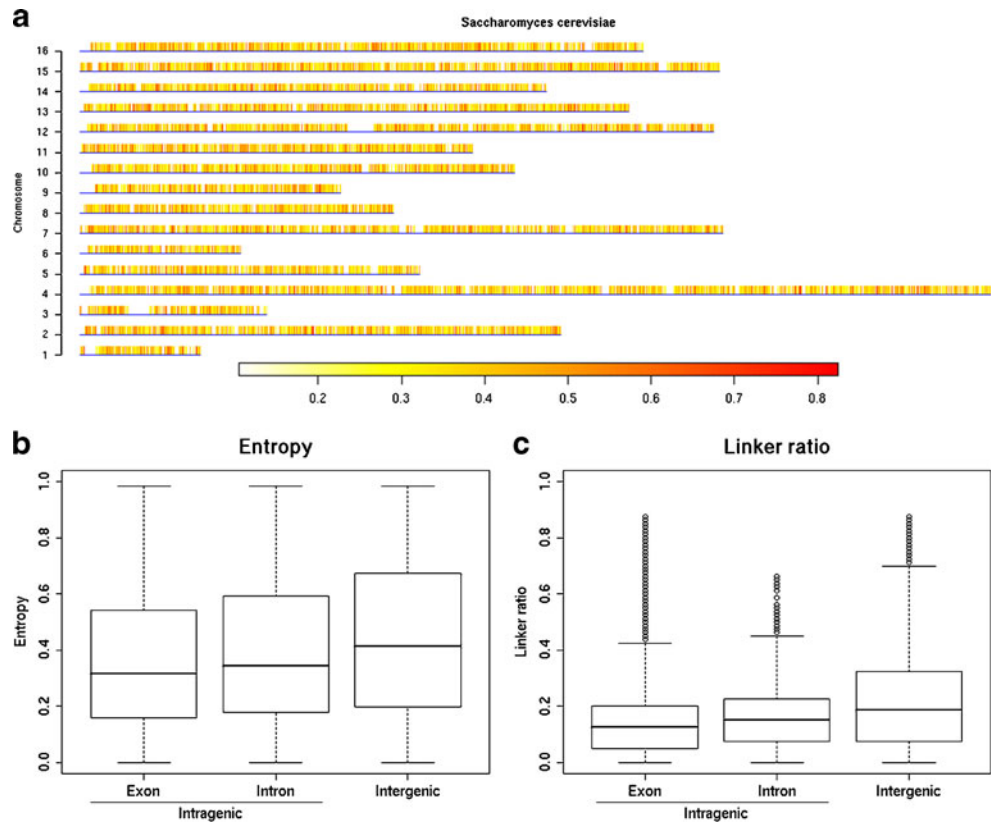 a
Saccharomyces cerevisiae
Chromosome
16
15
14
13
12
11
10
9
8
7
6
5
4
3
2
1
0.2 0.3 0.4 0.5 0.6 0.7 0.8
b
Entropy
Entropy
1.0
0.8
0.6
0.4
0.2
0.0
Exon Intron Intergenic
Intragenic
c
Linker ratio
Linker ratio
1.0
0.8
0.6
0.4
0.2
0.0
Exon Intron Intergenic
Intragenic